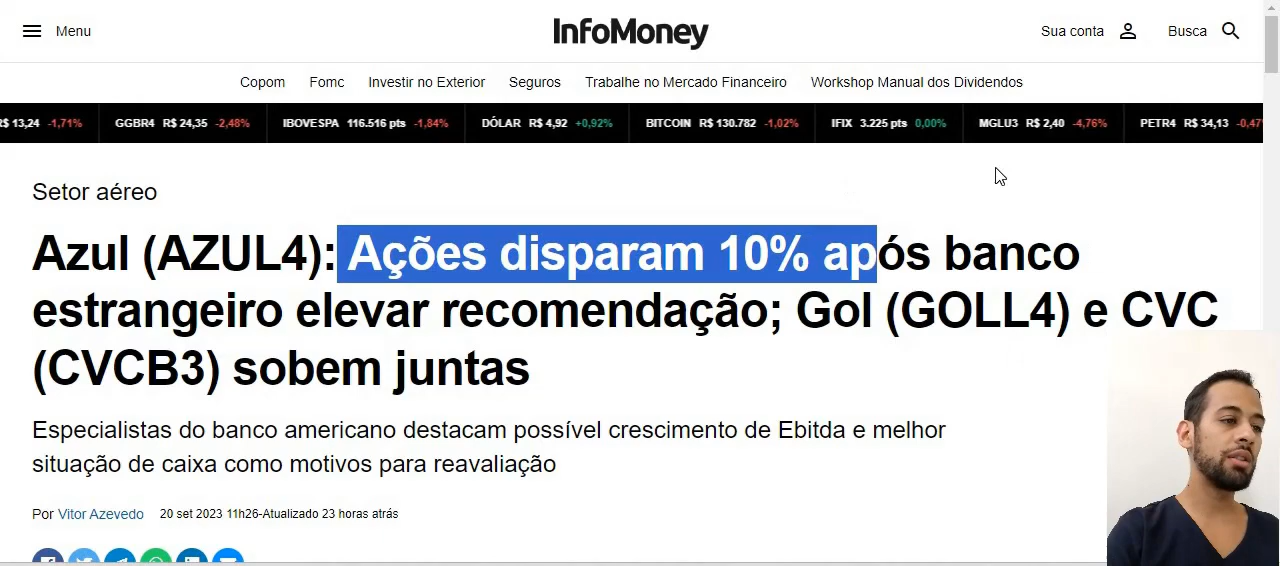 Menu
InfoMoney
Sua conta
Busca
Copom Fomc Investir no Exterior Seguros Trabalhe no Mercado Financeiro Workshop Manual dos Dividendos
$ 13,24 -1,71% GGBR4 R$ 24,35 -2,48% IBOVESPA 116.516 pts -1,84% DÓLAR R$ 4,92 +0,92% BITCOIN R$ 130.782 -1,02% IFIX 3.225 pts 0,00% MGLU3 R$ 2,40 -4,76% PETR4 R$ 34,13 -0,47
Setor aéreo
Azul (AZUL4): Ações disparam 10% após banco
estrangeiro elevar recomendação; Gol (GOLL4) e CVC
(CVCB3) sobem juntas
Especialistas do banco americano destacam possível crescimento de Ebitda e melhor
situação de caixa como motivos para reavaliação
Por Vitor Azevedo 20 set 2023 11h26-Atualizado 23 horas atrás